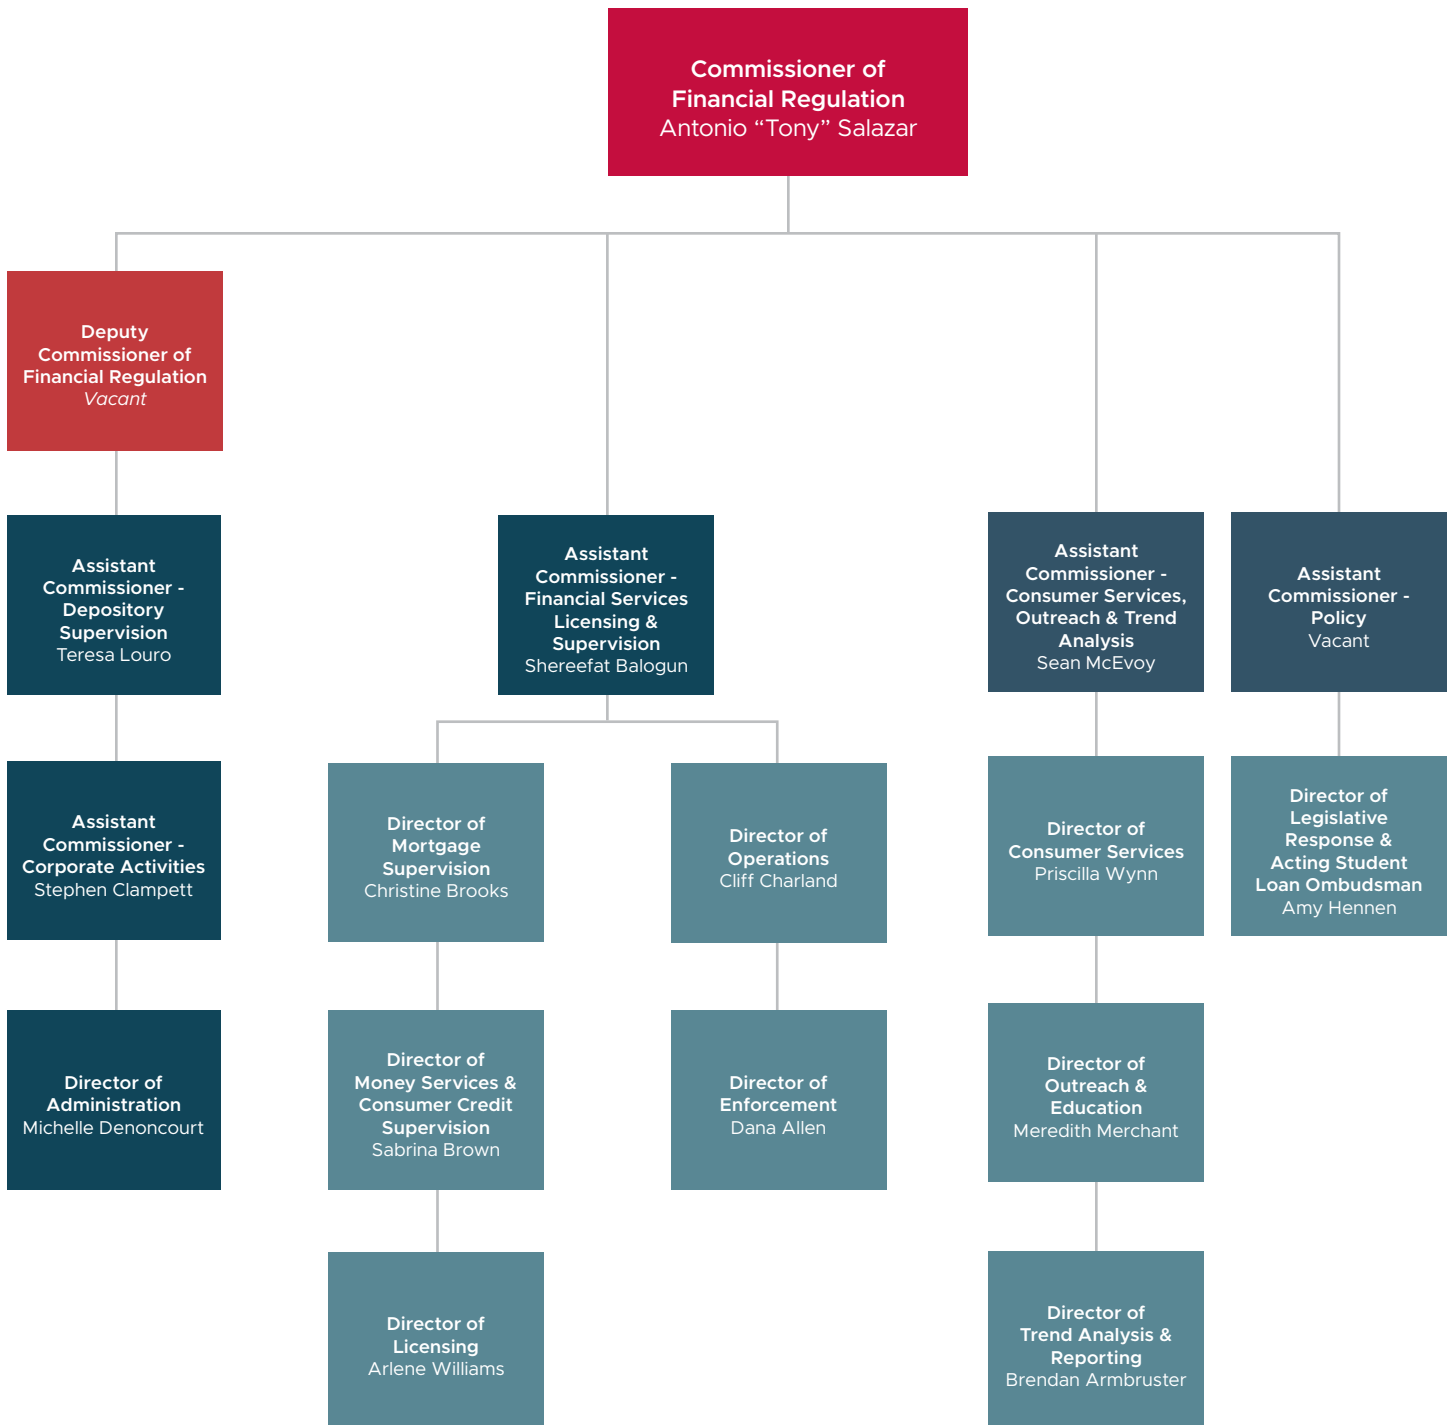 Commissioner of
Financial Regulation
Antonio “Tony” Salazar
Deputy
Commissioner of
Financial Regulation
Vacant
Assistant
Commissioner -
Depository
Supervision
Teresa Louro
Assistant
Commissioner -
Financial Services
Licensing &
Supervision
Shereefat Balogun
Assistant
Commissioner -
Consumer Services,
Outreach & Trend
Analysis
Sean McEvoy
Assistant
Commissioner -
Policy
Vacant
Assistant
Commissioner -
Corporate Activities
Stephen Clampett
Director of
Mortgage
Supervision
Christine Brooks
Director of
Operations
Cliff Charland
Director of
Consumer Services
Priscilla Wynn
Director of
Legislative
Response &
Acting Student
Loan Ombudsman
Amy Hennen
Director of
Administration
Michelle Denoncourt
Director of
Money Services &
Consumer Credit
Supervision
Sabrina Brown
Director of
Enforcement
Dana Allen
Director of
Outreach &
Education
Meredith Merchant
Director of
Licensing
Arlene Williams
Director of
Trend Analysis &
Reporting
Brendan Armbruster